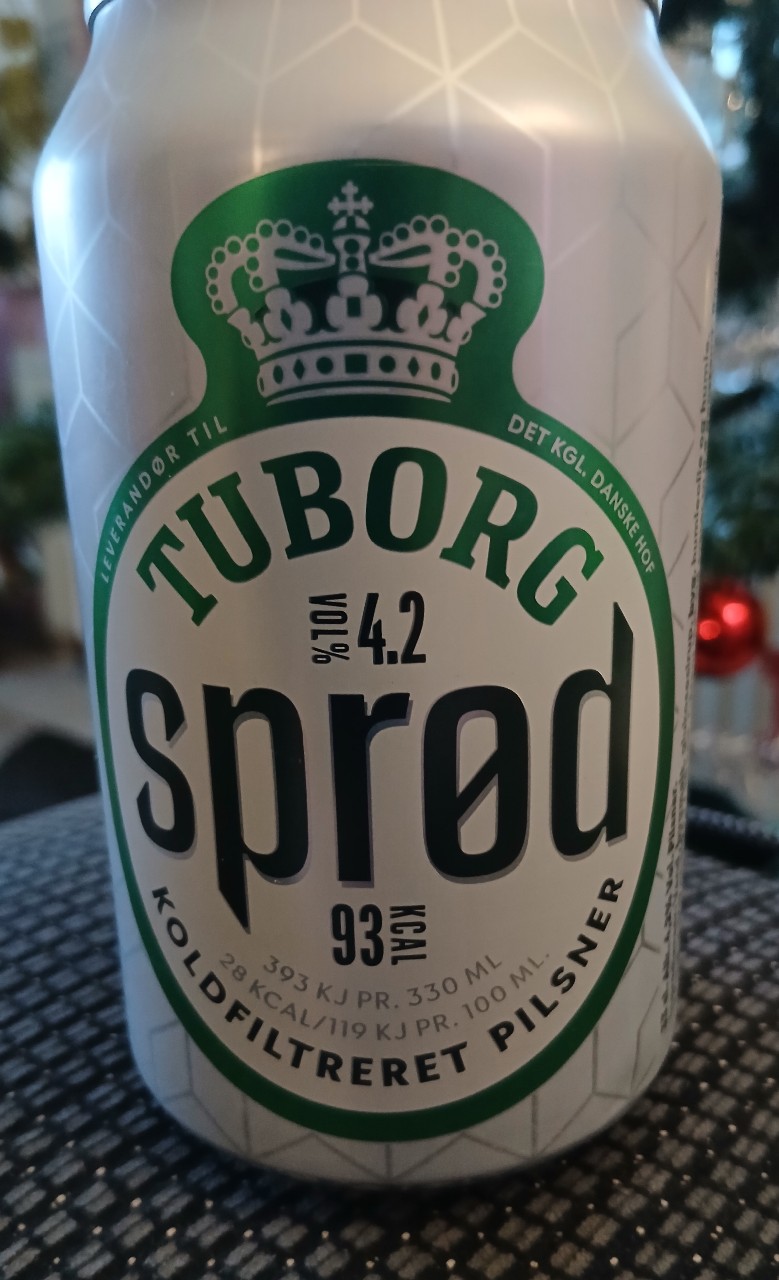 LEVERANDØR TIL
DET KGL. DANSKE HOF
TUBORG
VOL% 4.2
sprød
93 KCAL
393 KJ PR. 330 ML
28 KCAL/119 KJ PR. 100 ML.
KOLDFILTRERET PILSNER